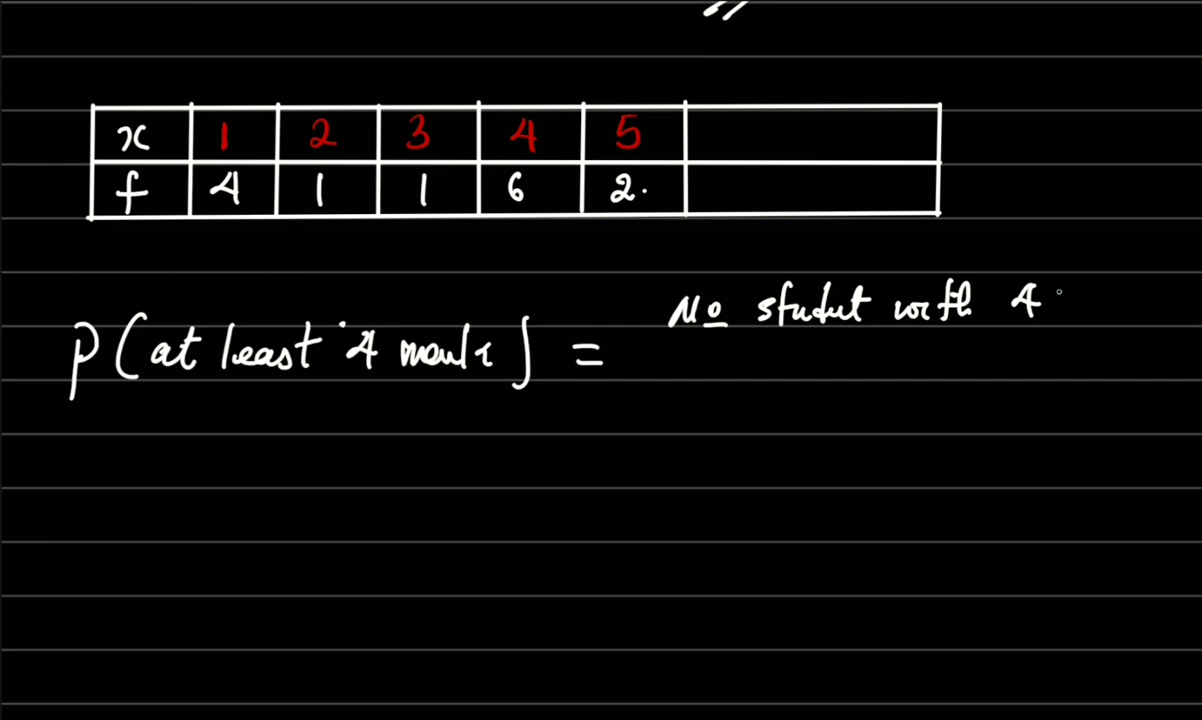 x 1 2 3 4 5
f 4 1 1 6 2.
No student with 4
P(at least 4 marks) =